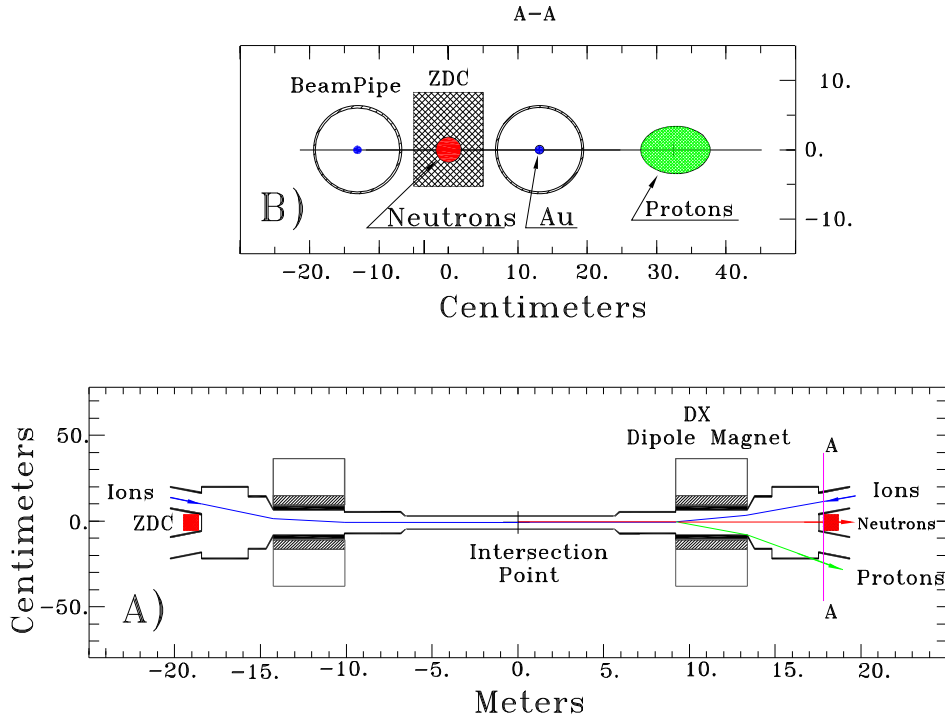 A-A
BeamPipe
ZDC
10.
0.
-10.
B)
Neutrons
Au
Protons
-20. -10. 0. 10. 20. 30. 40.
Centimeters
Centimeters
50.
0.
-50.
DX
Dipole Magnet
A
Ions
Ions
ZDC
Neutrons
Intersection
Point
Protons
A)
A
-20. -15. -10. -5. 0. 5. 10. 15. 20.
Meters